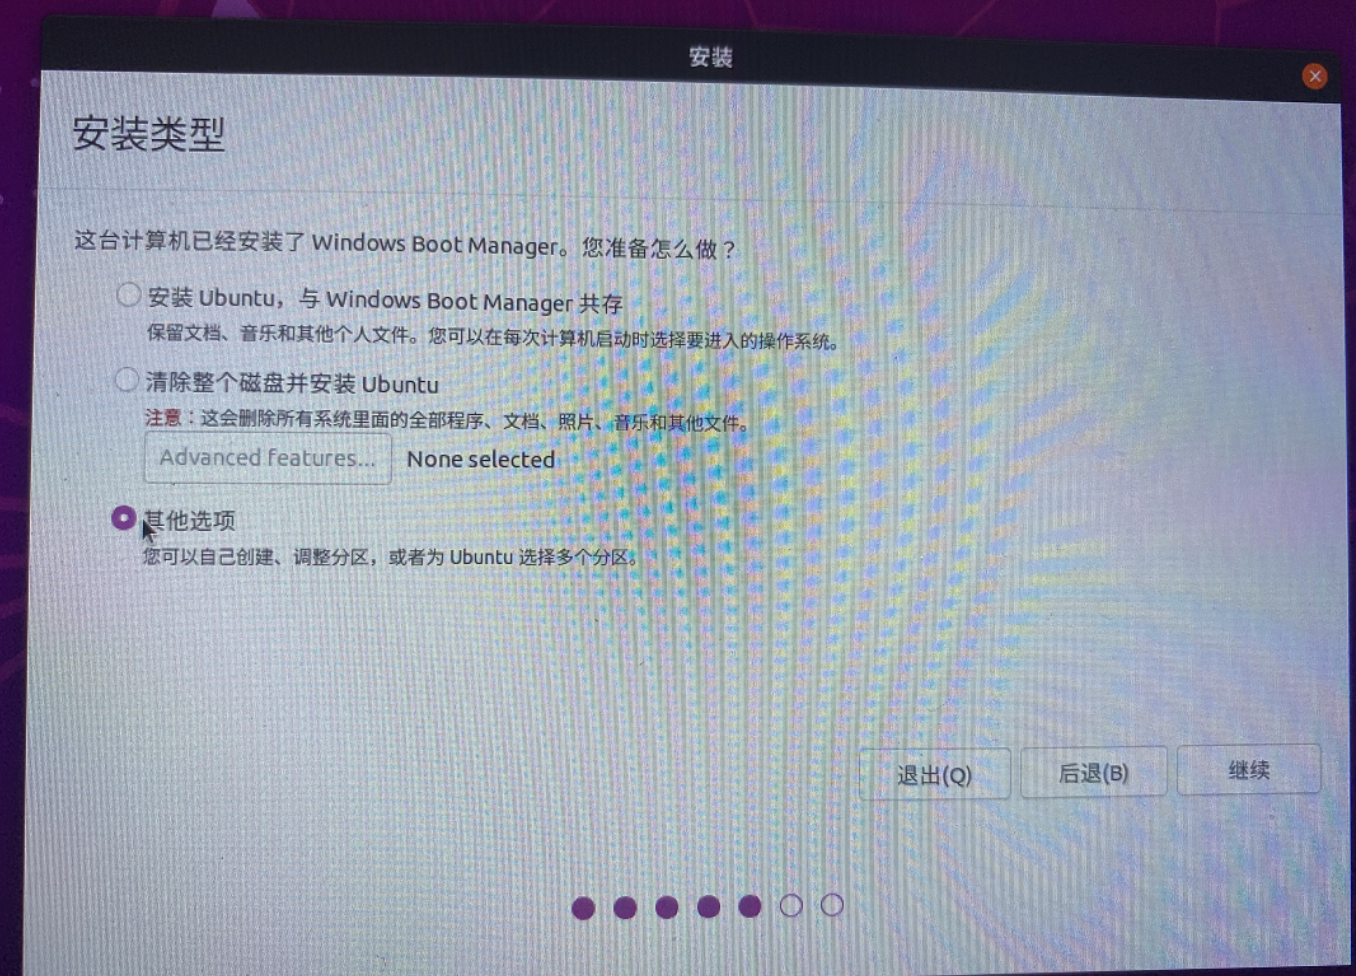 安装
安装类型
这台计算机已经安装了 Windows Boot Manager。您准备怎么做？
安装 Ubuntu，与 Windows Boot Manager 共存
保留文档、音乐和其他个人文件。您可以在每次计算机启动时选择要进入的操作系统。
清除整个磁盘并安装 Ubuntu
注意：这会删除所有系统里面的全部程序、文档、照片、音乐和其他文件。
Advanced features... None selected
其他选项
您可以自己创建、调整分区，或者为 Ubuntu 选择多个分区。
退出(Q) 后退(B) 继续